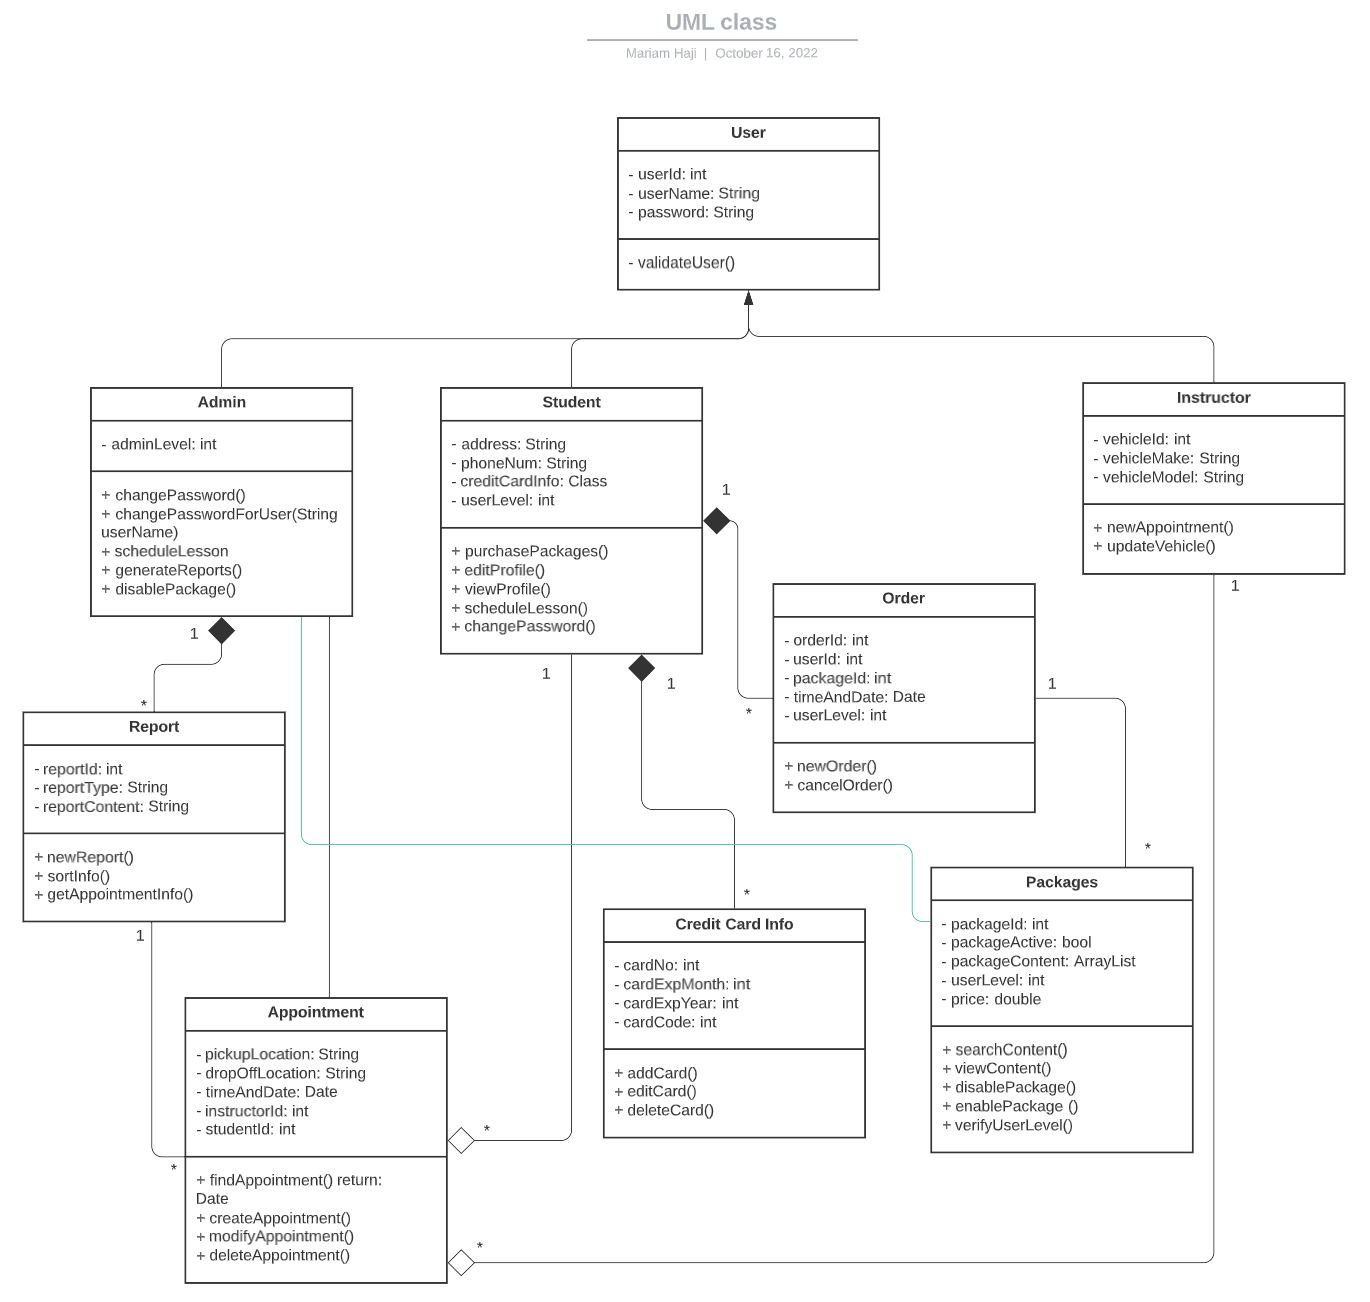 UML class
Mariam Haji | October 16, 2022
User
- userId: int
- userName: String
- password: String
- validateUser()
Admin
- adminLevel: int
+ changePassword()
+ changePasswordForUser(String
userName)
+ scheduleLesson
+ generateReports()
+ disablePackage()
1
*
Student
- address: String
- phoneNum: String
- creditCardInfo: Class
- userLevel: int
+ purchasePackages()
+ editProfile()
+ viewProfile()
+ scheduleLesson()
+ changePassword()
1
1
1
*
Instructor
- vehicleId: int
- vehicleMake: String
- vehicleModel: String
+ newAppointment()
+ updateVehicle()
1
Order
- orderId: int
- userId: int
- packageId: int
- timeAndDate: Date
- userLevel: int
+ newOrder()
+ cancelOrder()
1
*
Report
- reportId: int
- reportType: String
- reportContent: String
+ newReport()
+ sortInfo()
+ getAppointmentInfo()
1
*
*
Credit Card Info
- cardNo: int
- cardExpMonth: int
- cardExpYear: int
- cardCode: int
+ addCard()
+ editCard()
+ deleteCard()
Packages
- packageId: int
- packageActive: bool
- packageContent: ArrayList
- userLevel: int
- price: double
+ searchContent()
+ viewContent()
+ disablePackage()
+ enablePackage ()
+ verifyUserLevel()
Appointment
- pickupLocation: String
- dropOffLocation: String
- timeAndDate: Date
- instructorId: int
- studentId: int
+ findAppointment() return:
Date
+ createAppointment()
+ modifyAppointment()
+ deleteAppointment()
*
*